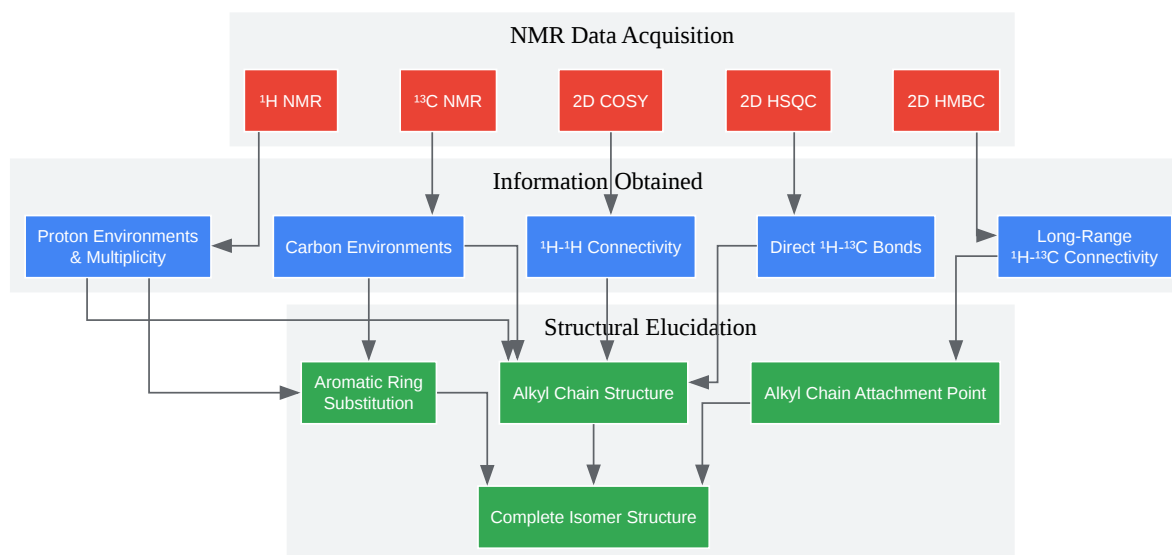 NMR Data Acquisition
¹H NMR
¹³C NMR
2D COSY
2D HSQC
2D HMBC
Information Obtained
Proton Environments
& Multiplicity
Carbon Environments
¹H-¹H Connectivity
Direct ¹H-¹³C Bonds
Long-Range
¹H-¹³C Connectivity
Structural Elucidation
Aromatic Ring
Substitution
Alkyl Chain Structure
Alkyl Chain Attachment Point
Complete Isomer Structure